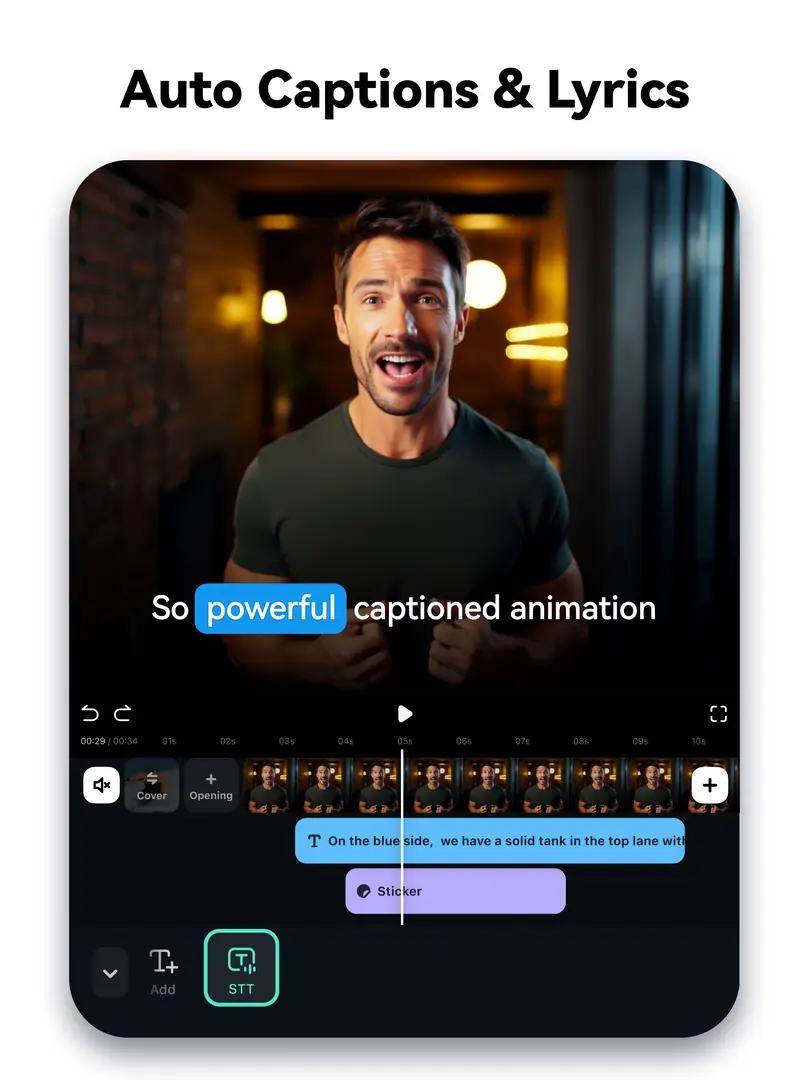 Auto Captions & Lyrics
So powerful captioned animation
00:29 / 00:34 01s 02s 03s 04s 05s 06s 07s 08s 09s 10s
Cover
Opening
On the blue side, we have a solid tank in the top lane with
Sticker
Add
STT